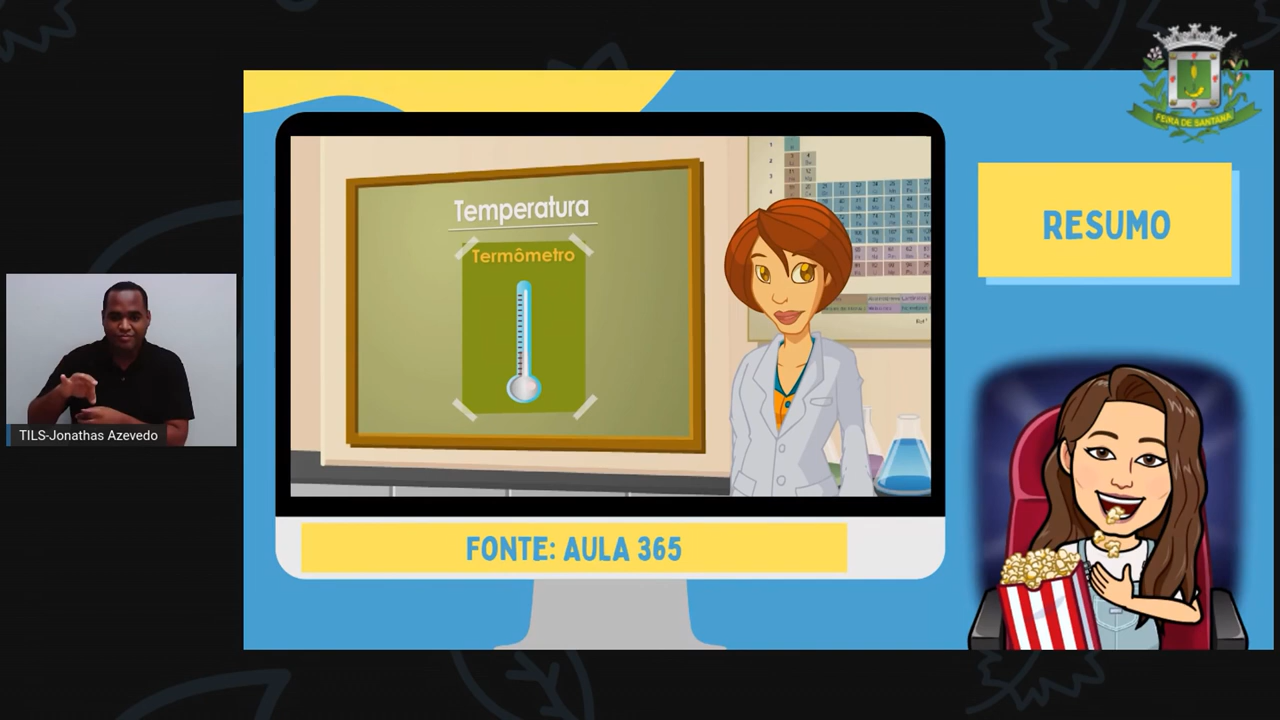 FEIRA DE SANTANA
RESUMO
Temperatura
Termômetro
TILS-Jonathas Azevedo
FONTE: AULA 365